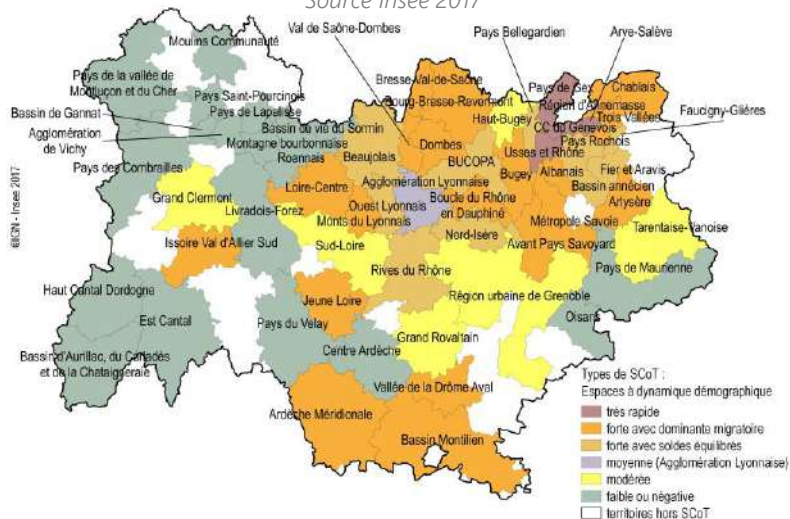 Source Insee 2017
Val de Saône-Dombes
Pays Bellegardien
Arve-Salève
Moulins Communauté
Pays de la vallée de
Montluçon et du Cher
Bresse-Val-de-Saône
Pays de Gex
Chablais
Bourg-Bresse-Revermont
Région d'Annemasse
Pays Saint-Pourcinois
Haut-Bugey
Trois Vallées
Faucigny-Glières
Bassin de Gannat
Pays de Lapalisse
CC du Genevois
Agglomération
de Vichy
Bassin de vie du Sornin
Dombes
Pays Rochois
Montagne bourbonnaise
Usses et Rhône
Roannais
Beaujolais
BUCOPA
Fier et Aravis
Pays des Combrailles
Bugey
Albanais
Agglomération Lyonnaise
Bassin annécien
Grand Clermont
Loire-Centre
Ouest Lyonnais
Boucle du Rhône
en Dauphiné
Arlysère
Livradois-Forez
Monts du Lyonnais
Métropole Savoie
Tarentaise-Vanoise
Nord-Isère
Avant Pays Savoyard
Issoire Val d'Allier Sud
Sud-Loire
Pays de Maurienne
Rives du Rhône
Haut Cantal Dordogne
Région urbaine de Grenoble
Jeune Loire
Oisans
Est Cantal
Pays du Velay
Grand Rovaltain
Centre Ardèche
Bassin d'Aurillac, du Carladès
et de la Chataigneraie
Vallée de la Drôme Aval
Ardèche Méridionale
Bassin Montilien
©IGN - Insee 2017
Types de SCoT :
Espaces à dynamique démographique
très rapide
forte avec dominante migratoire
forte avec soldes équilibrés
moyenne (Agglomération Lyonnaise)
modérée
faible ou négative
territoires hors SCoT